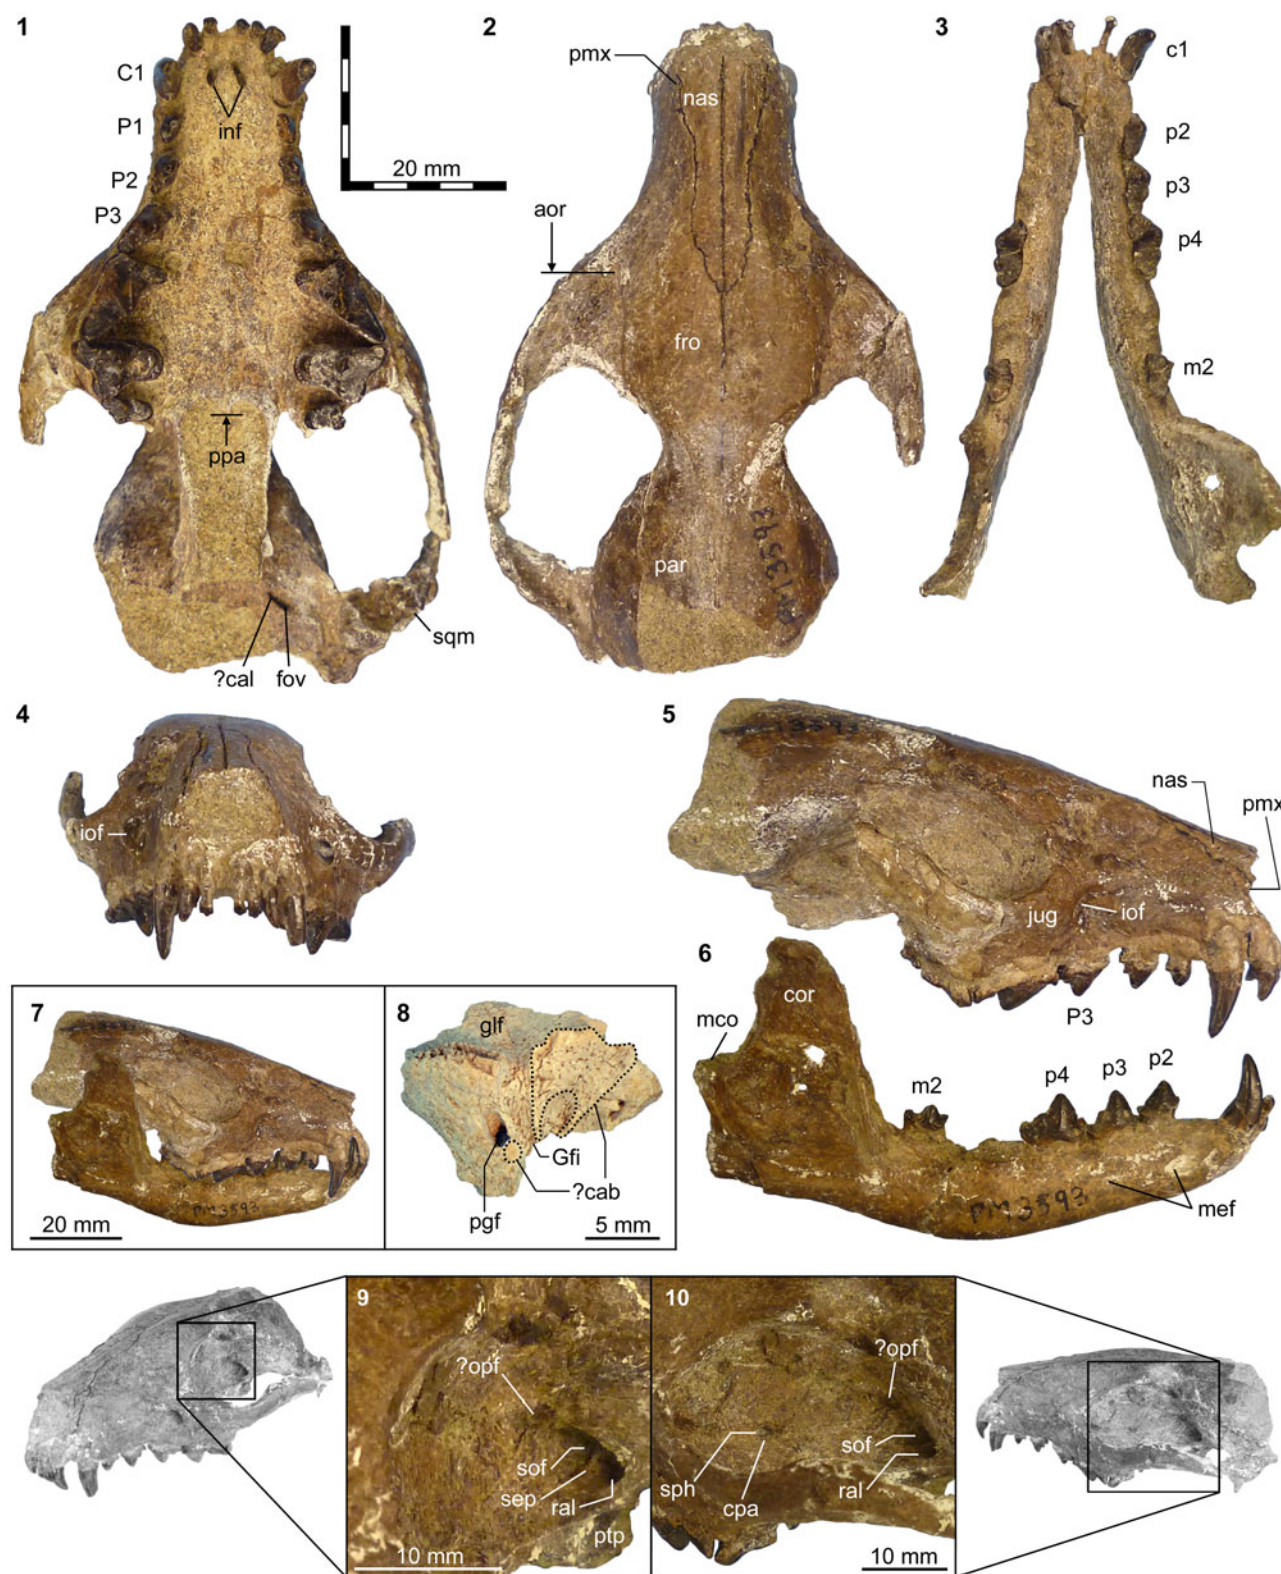 1
C1
P1
P2
P3
inf
ppa
?cal
fov
sqm
20 mm
2
pmx
nas
aor
fro
par
M3593
3
c1
p2
p3
p4
m2
4
iof
5
13593
nas
pmx
jug
iof
P3
6
cor
mco
m2
p4
p3
p2
mef
PM3593
7
PM3593
20 mm
8
glf
Gfi
?cab
pgf
5 mm
9
?opf
sof
sep
ral
ptp
10 mm
10
?opf
sof
ral
sph
cpa
10 mm